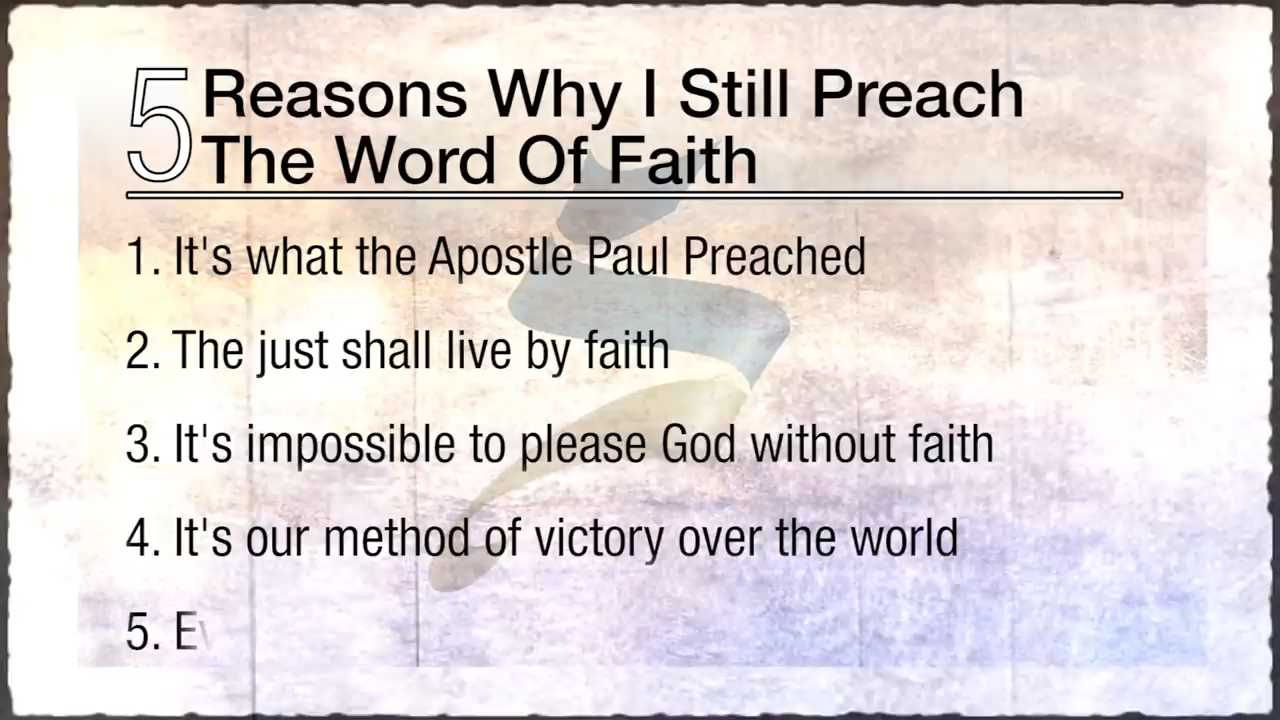 5 Reasons Why I Still Preach
The Word Of Faith
1. It's what the Apostle Paul Preached
2. The just shall live by faith
3. It's impossible to please God without faith
4. It's our method of victory over the world
5.